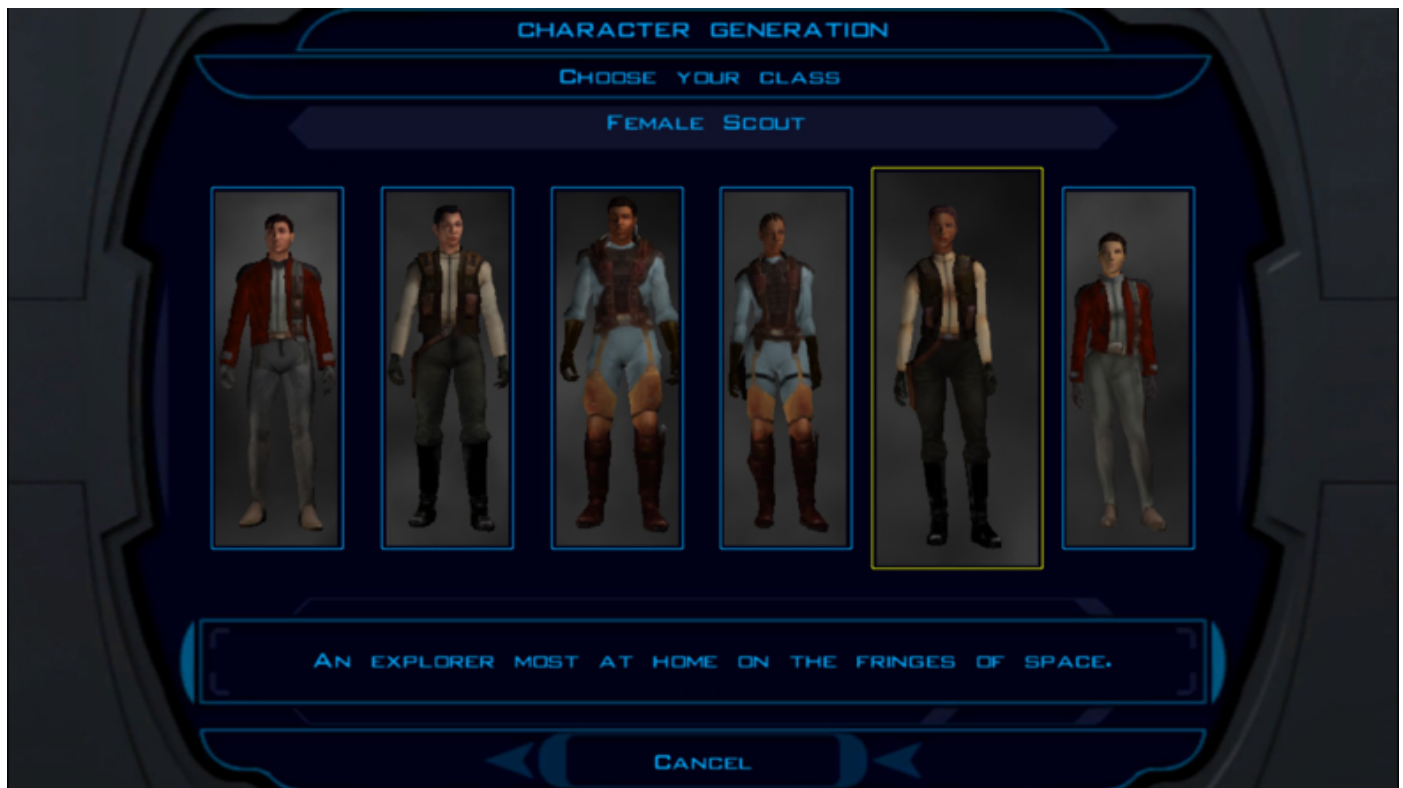 CHARACTER GENERATION
CHOOSE YOUR CLASS
FEMALE SCOUT
AN EXPLORER MOST AT HOME ON THE FRINGES OF SPACE.
CANCEL